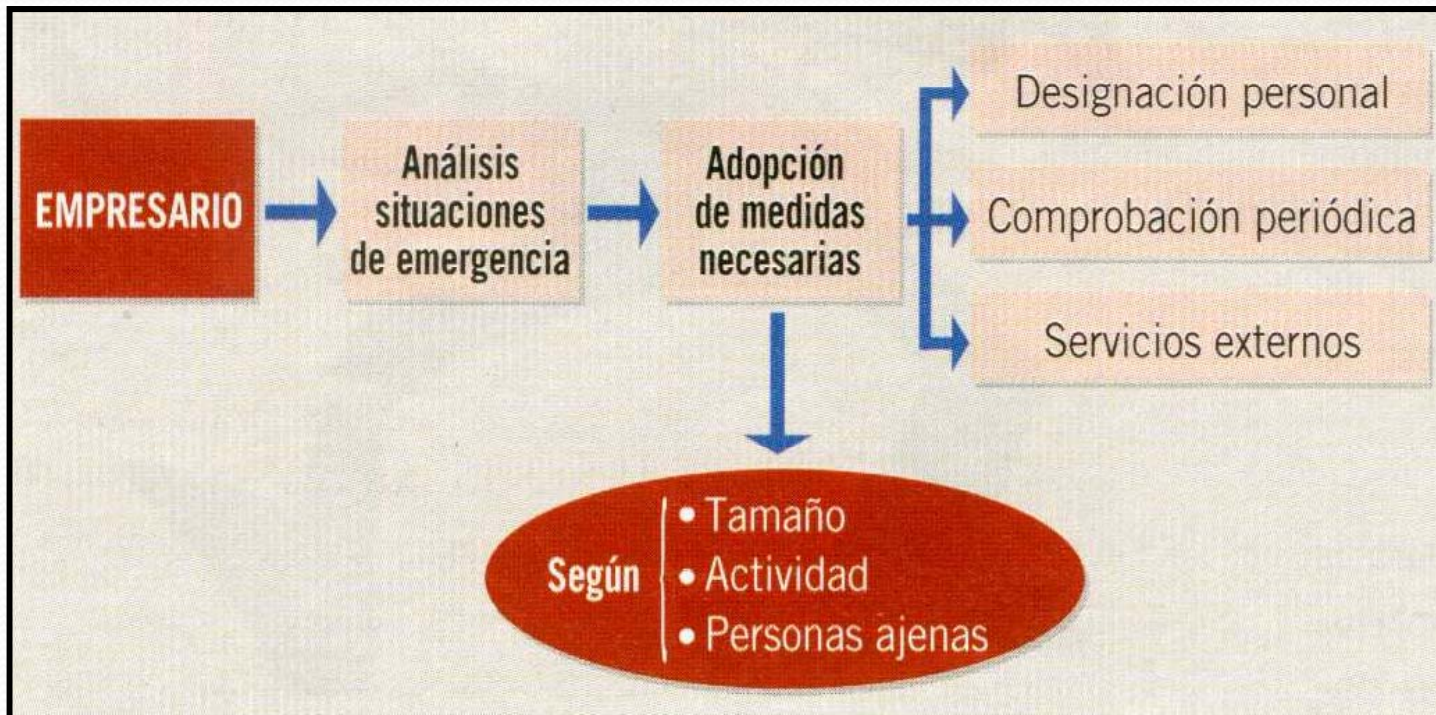 EMPRESARIO
Análisis
situaciones
de emergencia
Adopción
de medidas
necesarias
Designación personal
Comprobación periódica
Servicios externos
Según
• Tamaño
• Actividad
• Personas ajenas